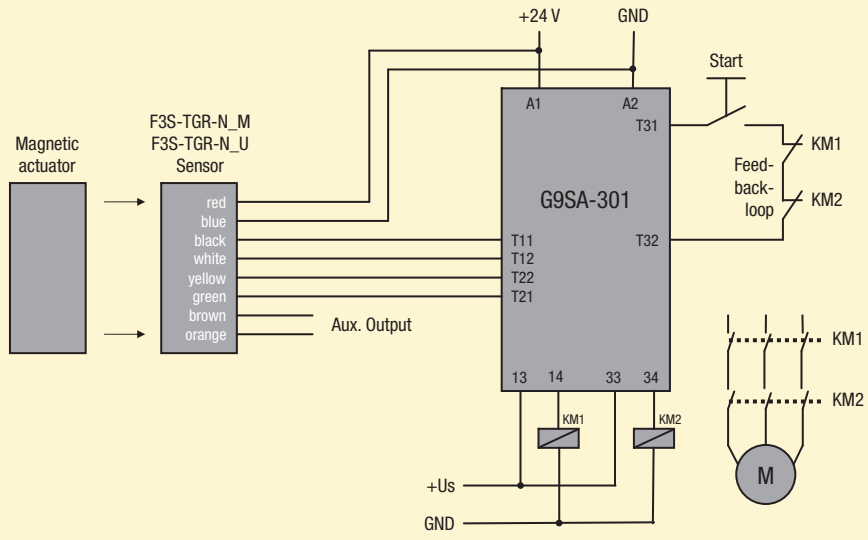 +24 V
GND
Start
A1
A2
T31
F3S-TGR-N_M
F3S-TGR-N_U
Sensor
Magnetic
actuator
KM1
Feed-
back-
loop
KM2
G9SA-301
red
blue
black
white
yellow
green
brown
orange
T11
T12
T22
T21
T32
Aux. Output
13
14
33
34
KM1
KM2
KM1
KM2
M
+Us
GND